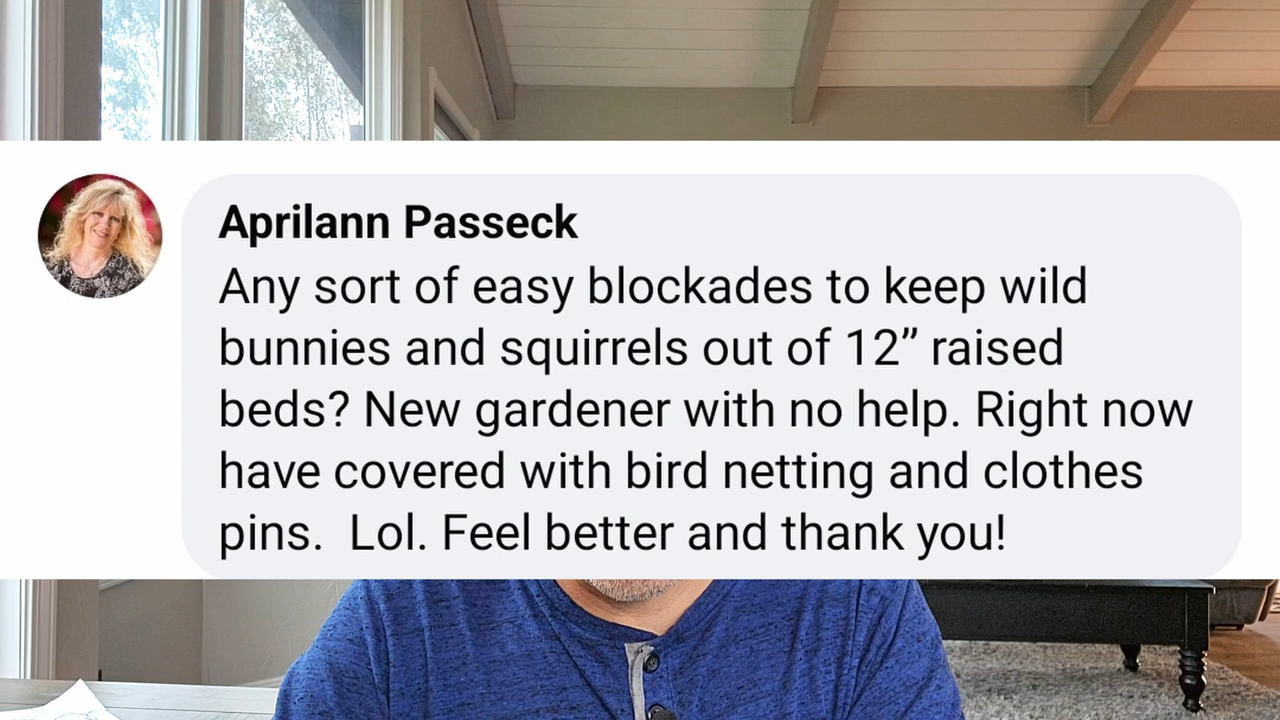 Aprilann Passeck
Any sort of easy blockades to keep wild
bunnies and squirrels out of 12” raised
beds? New gardener with no help. Right now
have covered with bird netting and clothes
pins.  Lol. Feel better and thank you!